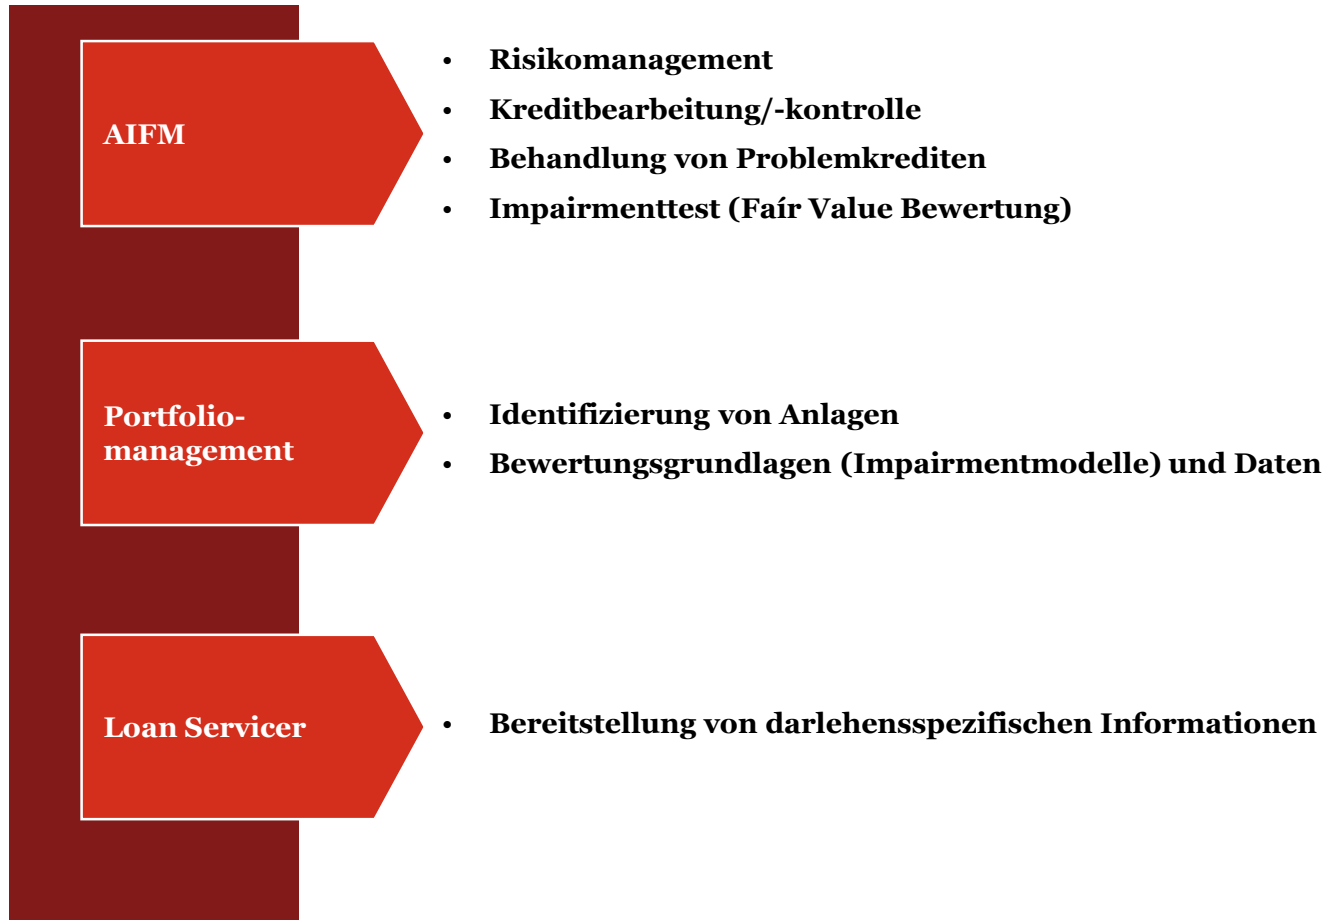 AIFM
• Risikomanagement
• Kreditbearbeitung/-kontrolle
• Behandlung von Problemkrediten
• Impairmenttest (Faír Value Bewertung)
Portfolio-
management
• Identifizierung von Anlagen
• Bewertungsgrundlagen (Impairmentmodelle) und Daten
Loan Servicer
• Bereitstellung von darlehensspezifischen Informationen